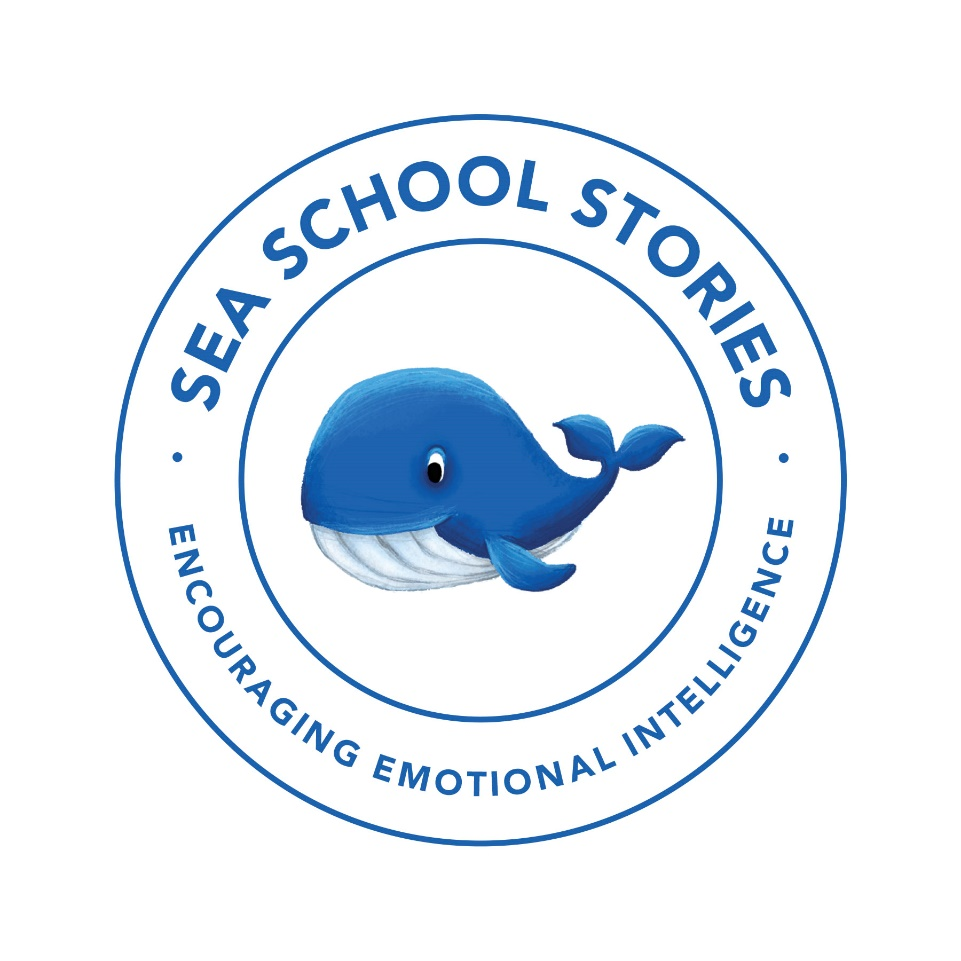 SEA SCHOOL STORIES
ENCOURAGING EMOTIONAL INTELLIGENCE